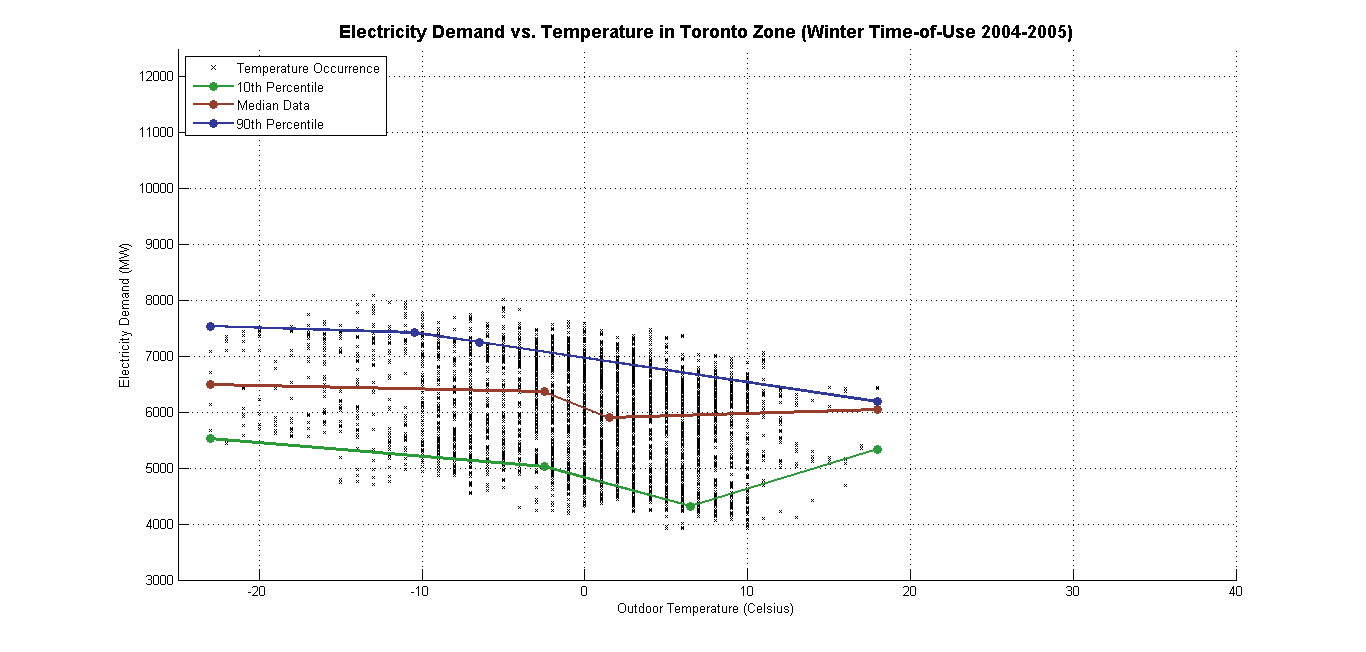 Electricity Demand vs. Temperature in Toronto Zone (Winter Time-of-Use 2004-2005)
Temperature Occurrence
10th Percentile
Median Data
90th Percentile
12000
11000
10000
9000
8000
7000
6000
5000
4000
3000
Electricity Demand (MW)
-20 -10 0 10 20 30 40
Outdoor Temperature (Celsius)